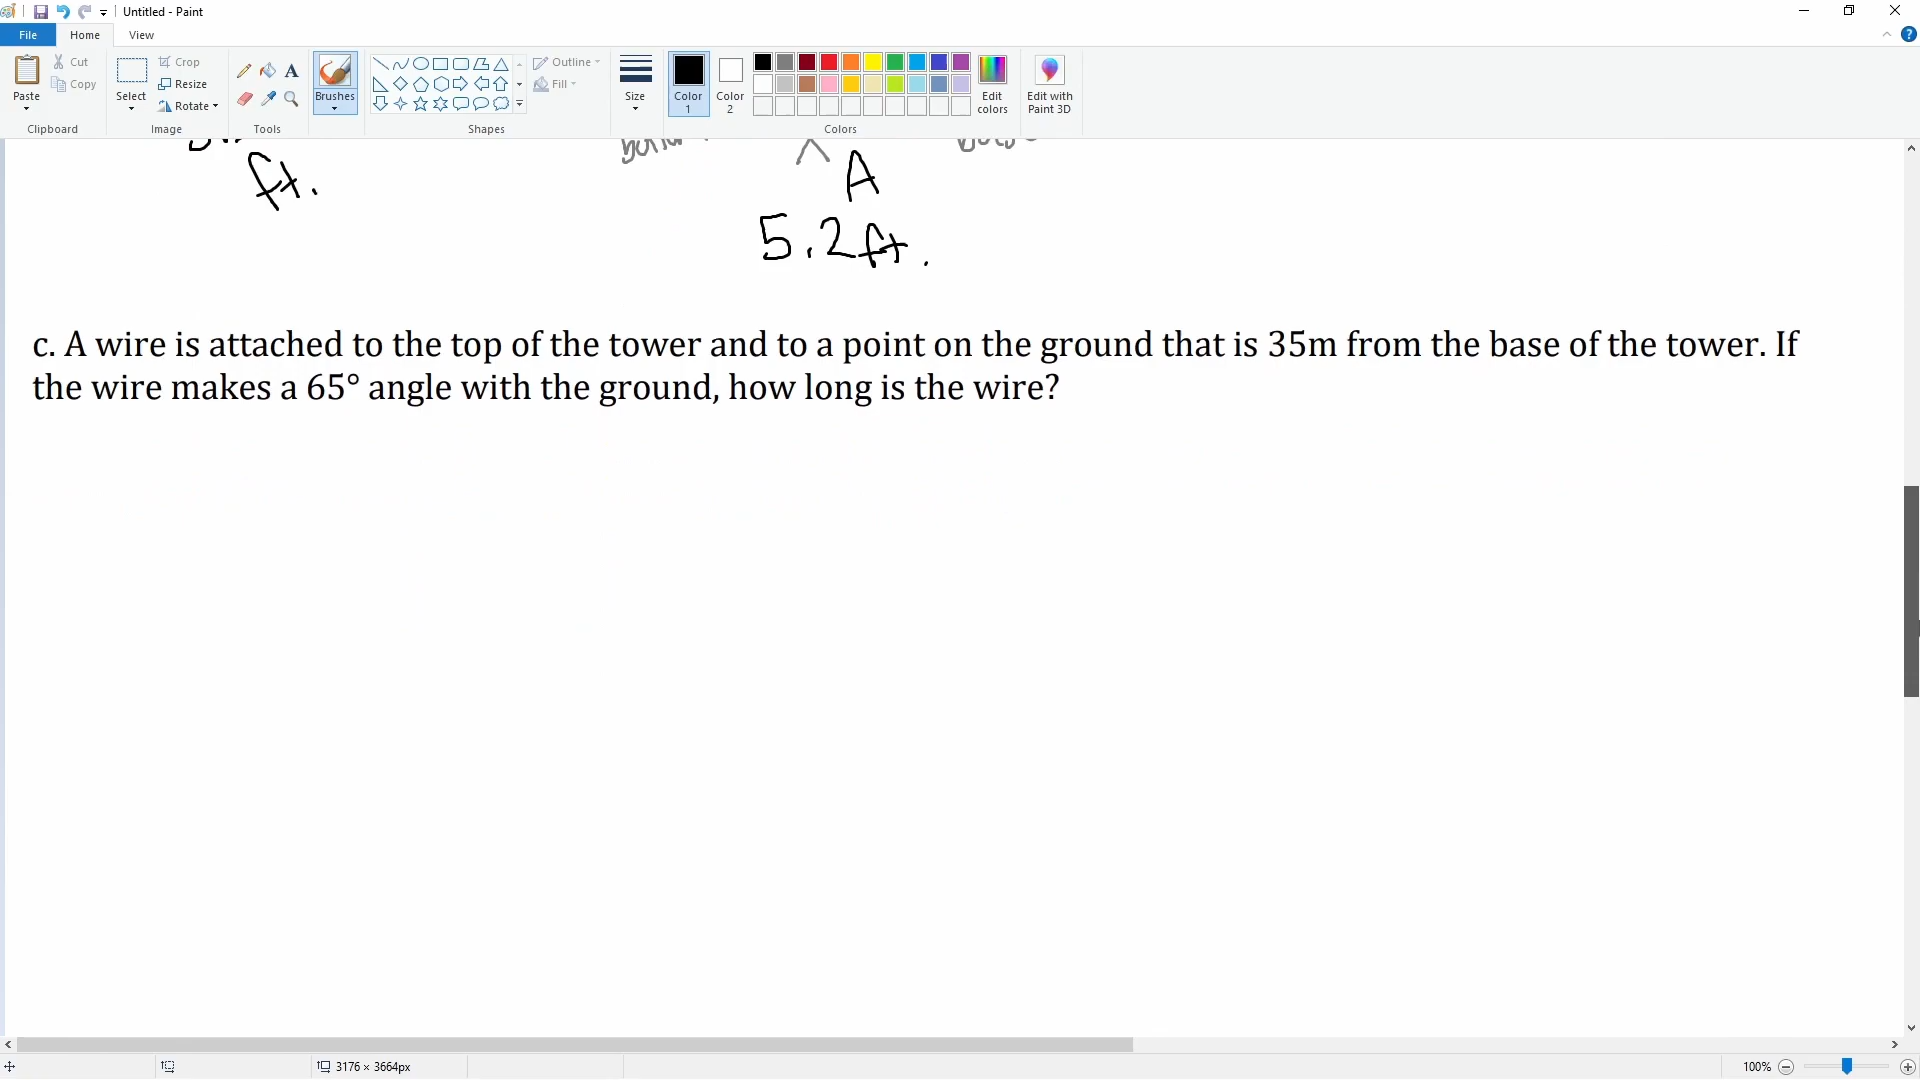 Untitled - Paint
File Home View
Paste
Cut
Copy
Clipboard
Select
Crop
Resize
Rotate
Image
Tools
Brushes
Shapes
Outline
Fill
Size
Color 1
Color 2
Colors
Edit colors
Edit with Paint 3D
ft.
A
5.2ft.
c. A wire is attached to the top of the tower and to a point on the ground that is 35m from the base of the tower. If
the wire makes a 65° angle with the ground, how long is the wire?
3176 × 3664px
100%